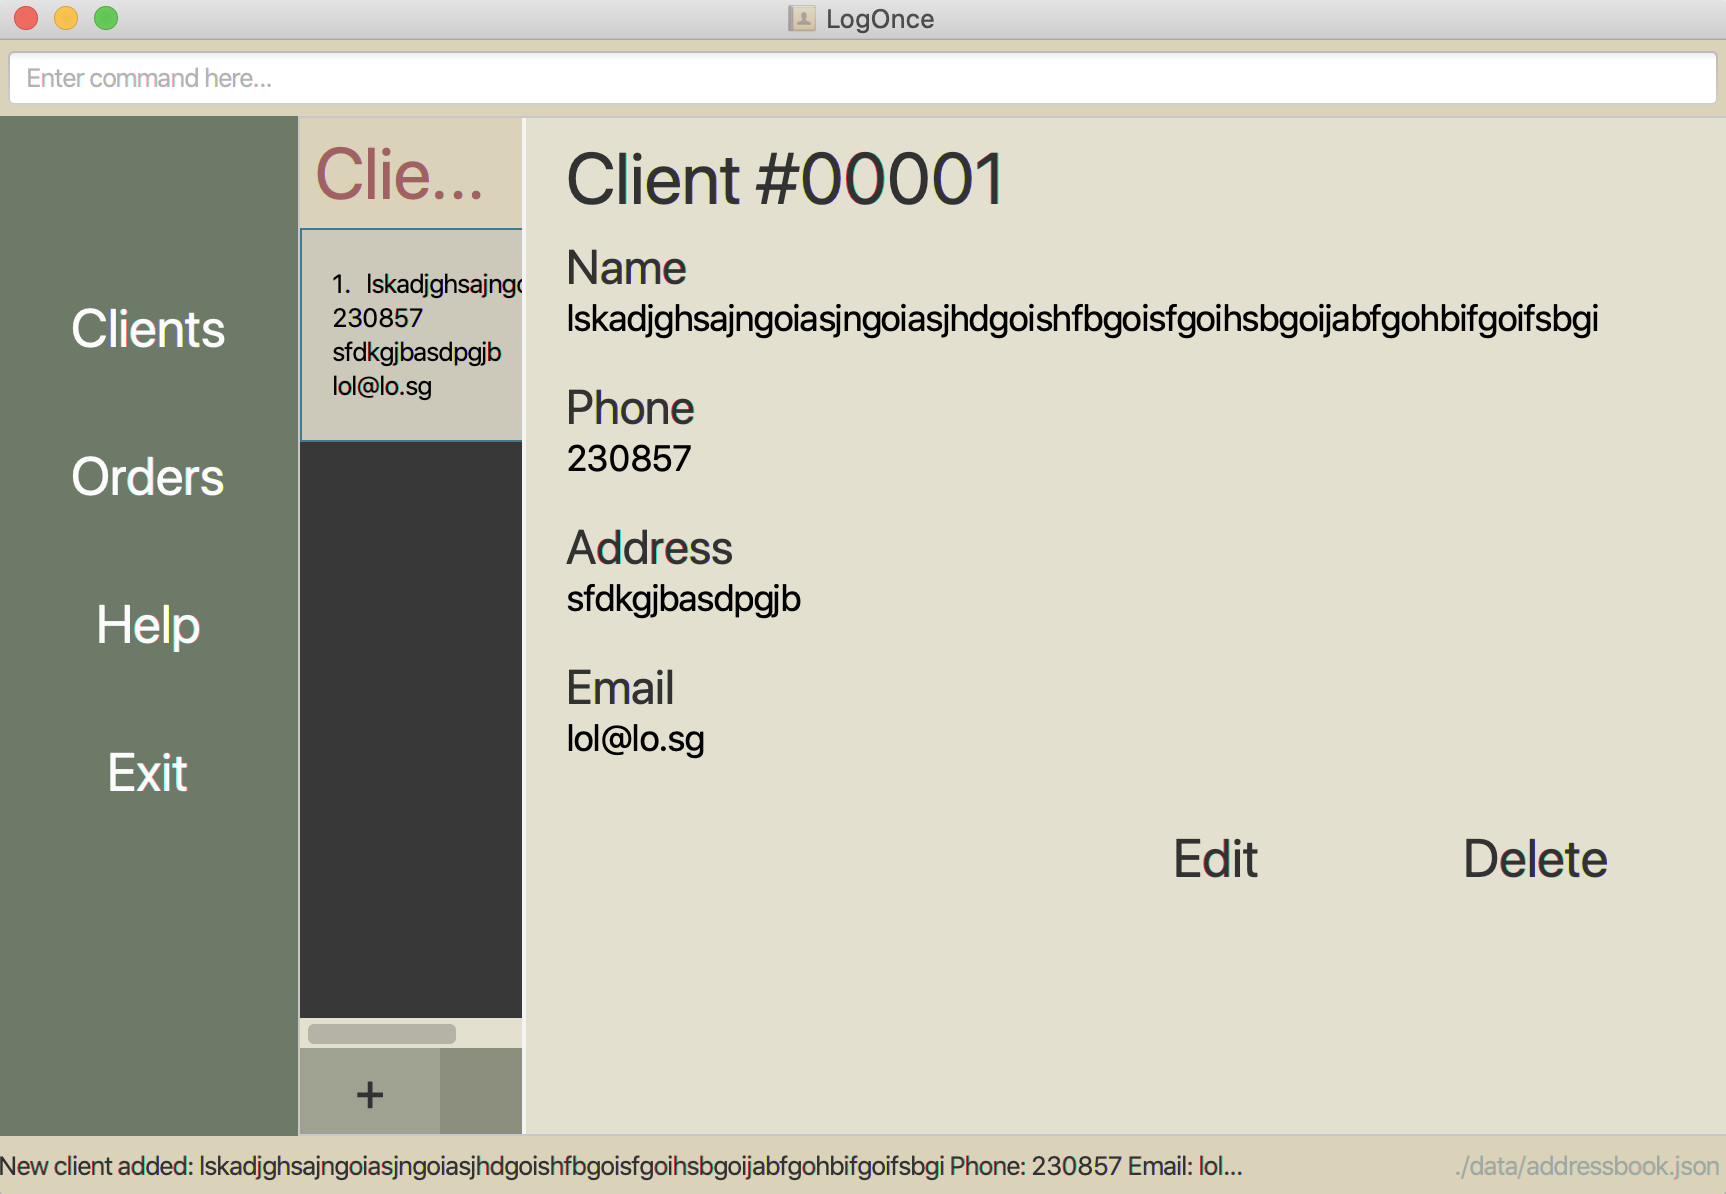 LogOnce
Enter command here...
Clients
Orders
Help
Exit
Clie...
1. lskadjghsajngo
230857
sfdkgjbasdpgjb
lol@lo.sg
+
Client #00001
Name
lskadjghsajngoiasjngoiasjhdgoishfbgoisfgoihsbgoijabfgohbifgoifsbgi
Phone
230857
Address
sfdkgjbasdpgjb
Email
lol@lo.sg
Edit
Delete
New client added: lskadjghsajngoiasjngoiasjhdgoishfbgoisfgoihsbgoijabfgohbifgoifsbgi Phone: 230857 Email: lol...
./data/addressbook.json